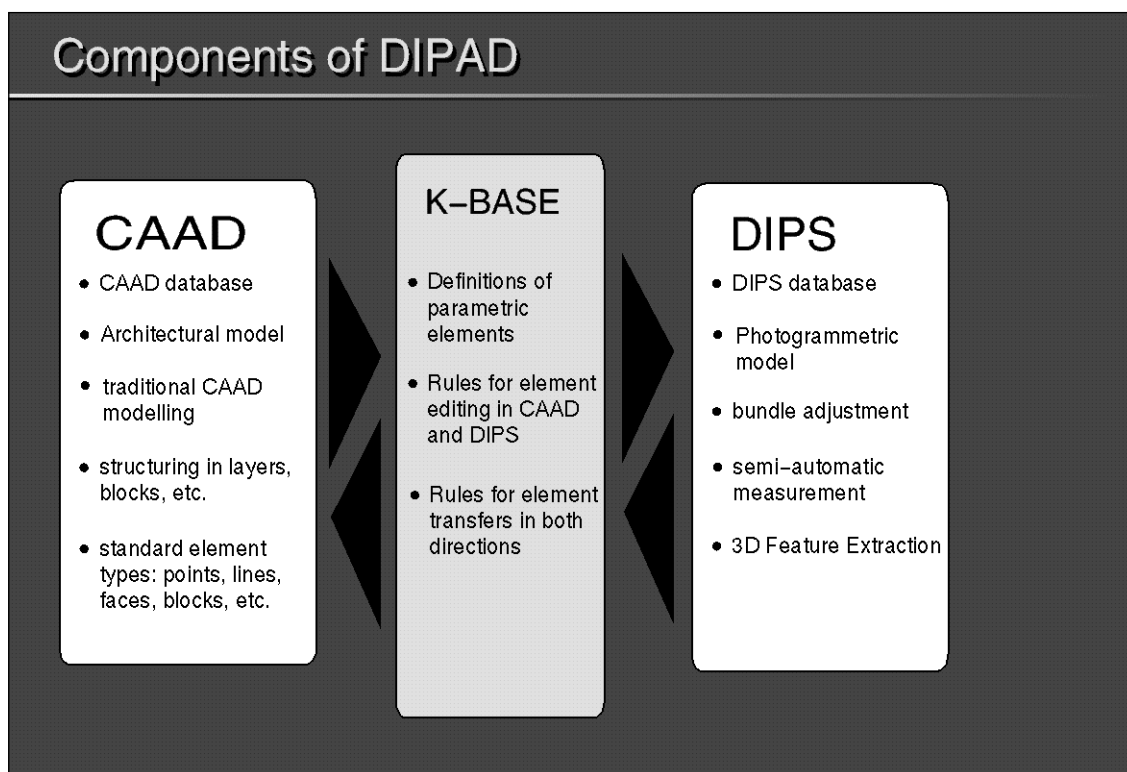 Components of DIPAD
CAAD
• CAAD database
• Architectural model
• traditional CAAD
modelling
• structuring in layers,
blocks, etc.
• standard element
types: points, lines,
faces, blocks, etc.
K-BASE
• Definitions of
parametric
elements
• Rules for element
editing in CAAD
and DIPS
• Rules for element
transfers in both
directions
DIPS
• DIPS database
• Photogrammetric
model
• bundle adjustment
• semi-automatic
measurement
• 3D Feature Extraction